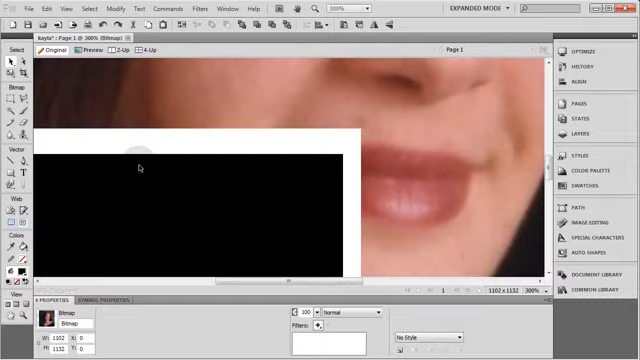 File Edit View Select Modify Text Commands Filters Window Help 300% EXPANDED MODE
kayla* : Page 1 @ 300% (Bitmap)
Select
Original Preview 2-Up 4-Up Page 1
Bitmap
Vector
Web
Colors
View
OPTIMIZE
HISTORY
ALIGN
PAGES
STATES
LAYERS
STYLES
COLOR PALETTE
SWATCHES
PATH
IMAGE EDITING
SPECIAL CHARACTERS
AUTO SHAPES
DOCUMENT LIBRARY
COMMON LIBRARY
1 1102 x 1132 300%
PROPERTIES SYMBOL PROPERTIES
Bitmap
Bitmap
W: 1102 X: 0
H: 1132 Y: 0
100 Normal
Filters:
No Style